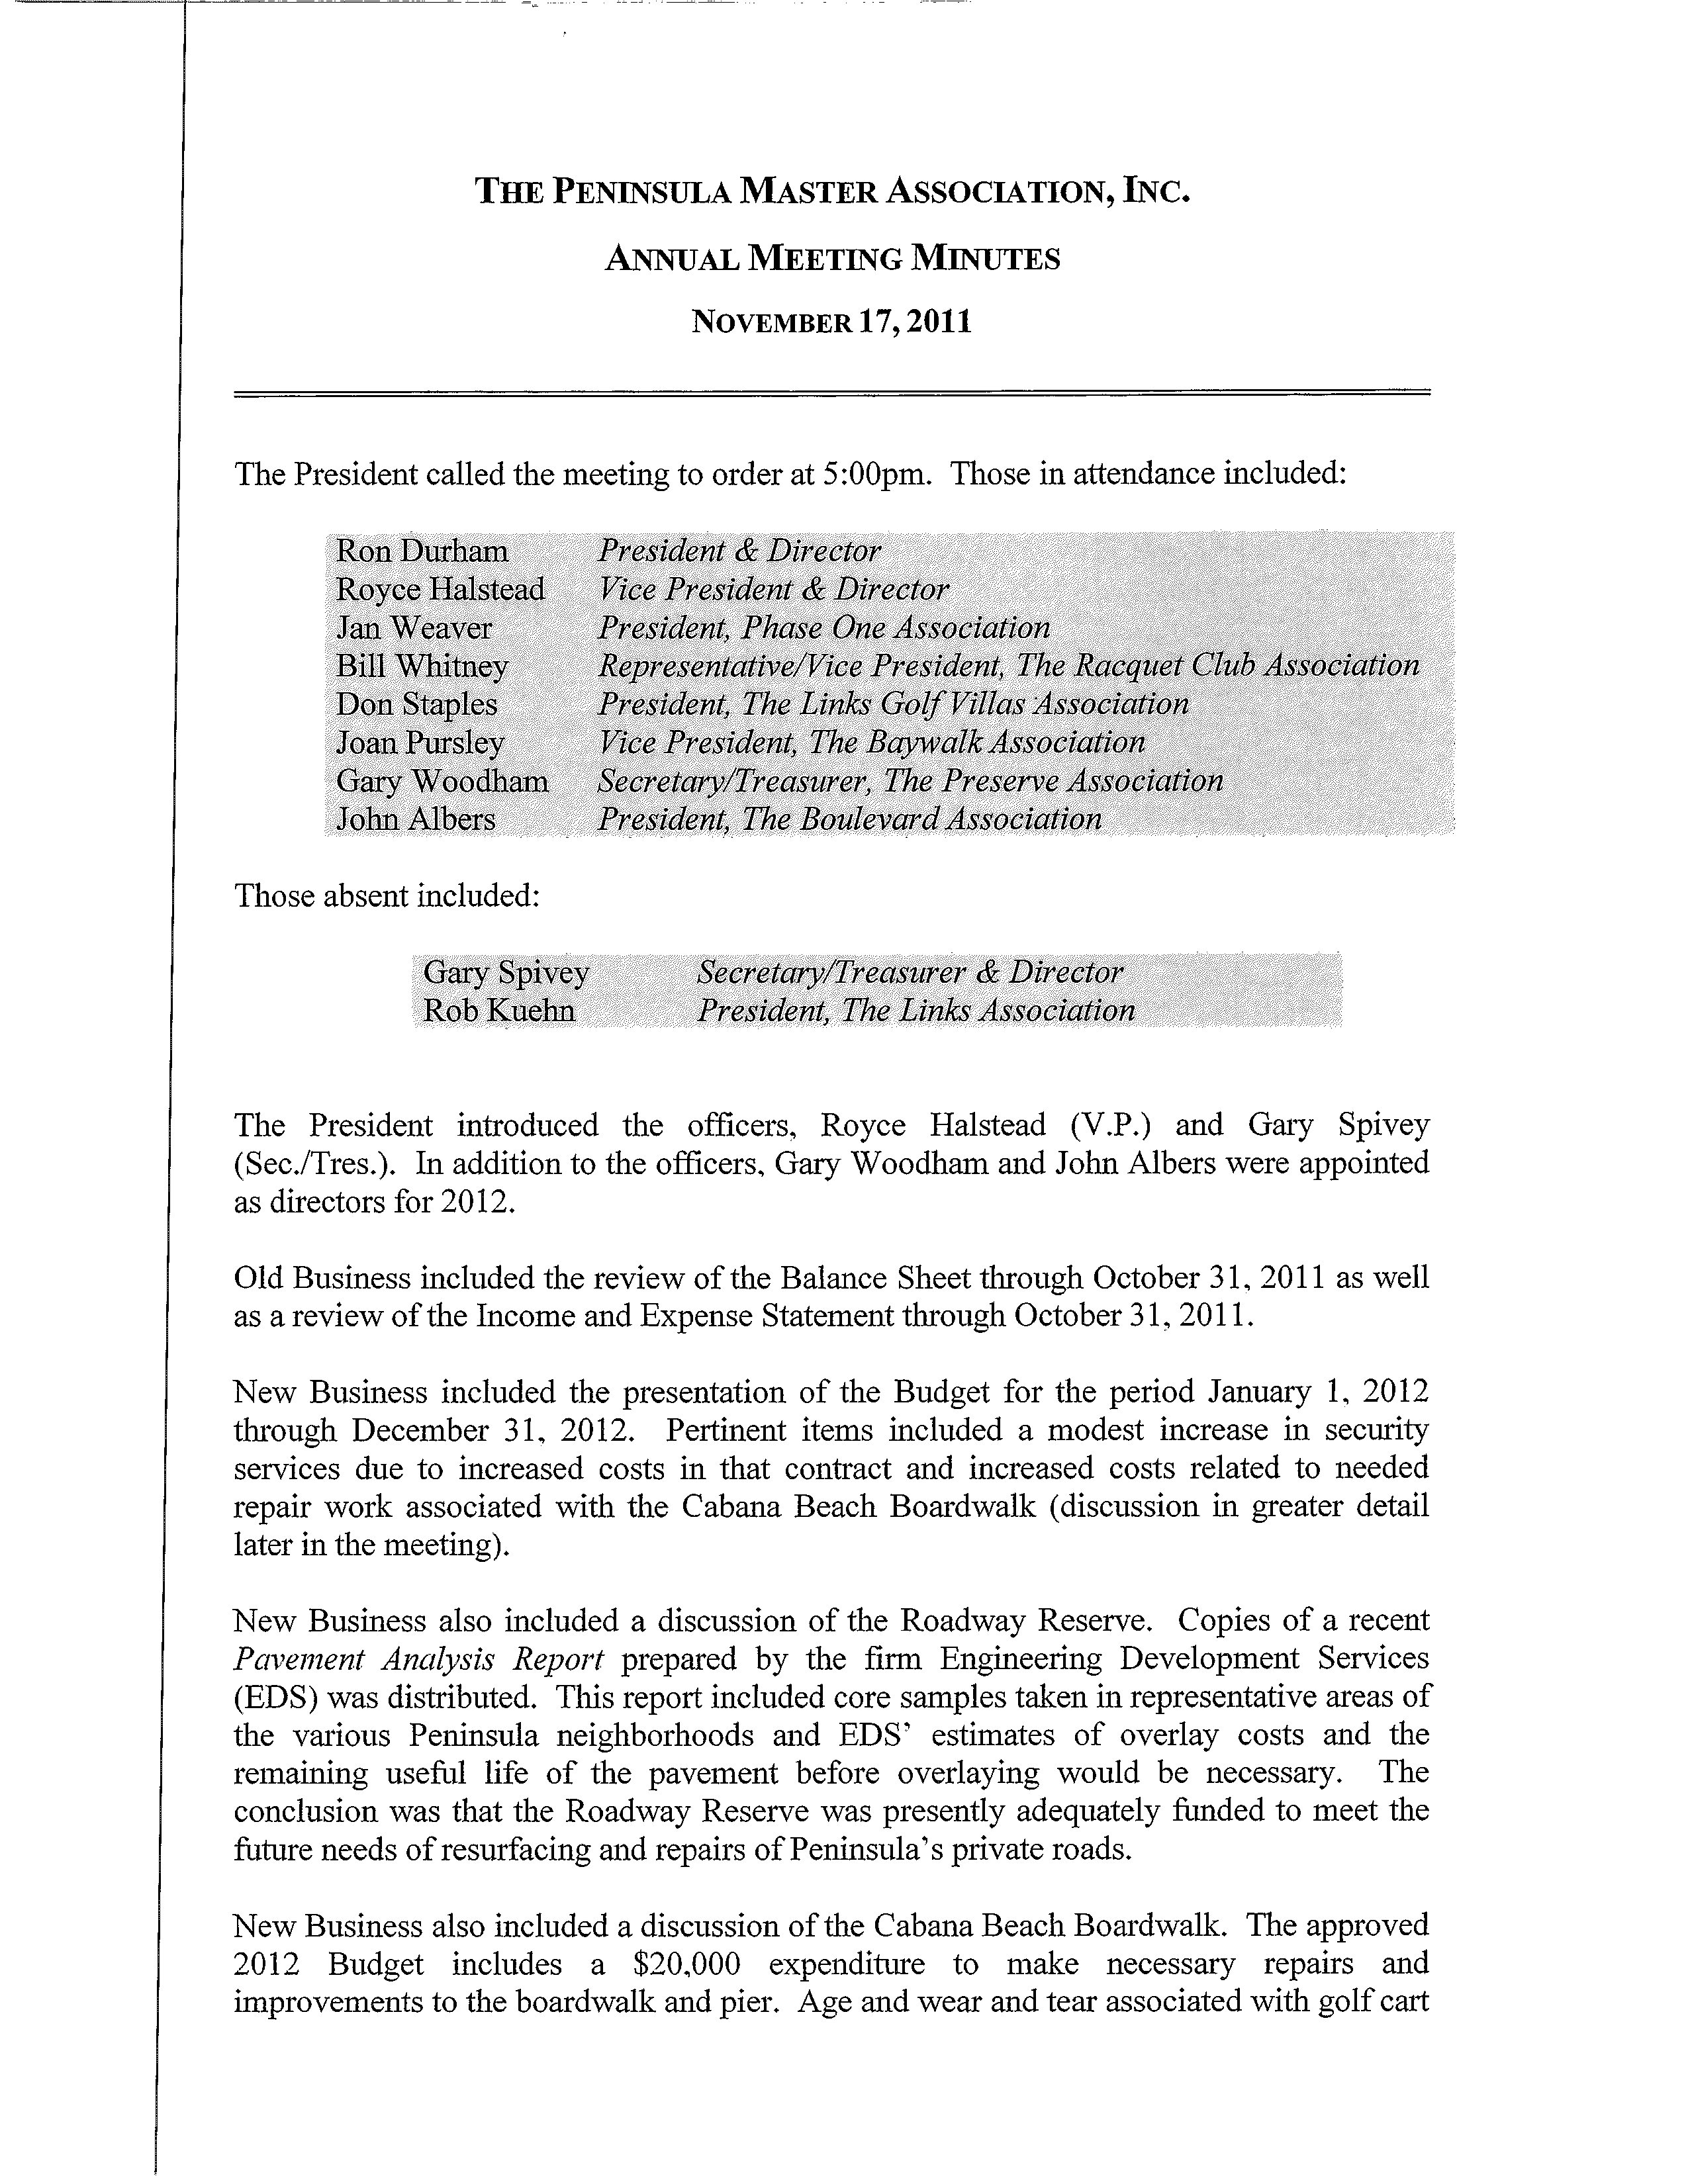 THE PENINSULA MASTER ASSOCIATION, INC.
ANNUAL MEETING MINUTES
NOVEMBER 17, 2011
The President called the meeting to order at 5:00pm. Those in attendance included:
Ron Durham President & Director
Royce Halstead Vice President & Director
Jan Weaver President, Phase One Association
Bill Whitney Representative/Vice President, The Racquet Club Association
Don Staples President, The Links Golf Villas Association
Joan Pursley Vice President, The Baywalk Association
Gary Woodham Secretary/Treasurer, The Preserve Association
John Albers President, The Boulevard Association
Those absent included:
Gary Spivey Secretary/Treasurer & Director
Rob Kuehn President, The Links Association
The President introduced the officers, Royce Halstead (V.P.) and Gary Spivey
(Sec./Tres.). In addition to the officers, Gary Woodham and John Albers were appointed
as directors for 2012.
Old Business included the review of the Balance Sheet through October 31, 2011 as well
as a review of the Income and Expense Statement through October 31, 2011.
New Business included the presentation of the Budget for the period January 1, 2012
through December 31, 2012. Pertinent items included a modest increase in security
services due to increased costs in that contract and increased costs related to needed
repair work associated with the Cabana Beach Boardwalk (discussion in greater detail
later in the meeting).
New Business also included a discussion of the Roadway Reserve. Copies of a recent
Pavement Analysis Report prepared by the firm Engineering Development Services
(EDS) was distributed. This report included core samples taken in representative areas of
the various Peninsula neighborhoods and EDS' estimates of overlay costs and the
remaining useful life of the pavement before overlaying would be necessary. The
conclusion was that the Roadway Reserve was presently adequately funded to meet the
future needs of resurfacing and repairs of Peninsula's private roads.
New Business also included a discussion of the Cabana Beach Boardwalk. The approved
2012 Budget includes a $20,000 expenditure to make necessary repairs and
improvements to the boardwalk and pier. Age and wear and tear associated with golf cart